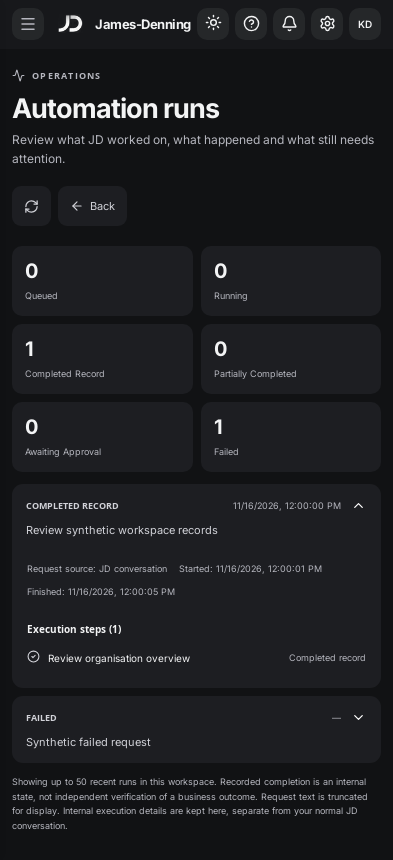 JD James-Denning KD
OPERATIONS
Automation runs
Review what JD worked on, what happened and what still needs
attention.
Back
0
Queued
0
Running
1
Completed Record
0
Partially Completed
0
Awaiting Approval
1
Failed
COMPLETED RECORD 11/16/2026, 12:00:00 PM
Review synthetic workspace records
Request source: JD conversation Started: 11/16/2026, 12:00:01 PM
Finished: 11/16/2026, 12:00:05 PM
Execution steps (1)
Review organisation overview Completed record
FAILED —
Synthetic failed request
Showing up to 50 recent runs in this workspace. Recorded completion is an internal
state, not independent verification of a business outcome. Request text is truncated
for display. Internal execution details are kept here, separate from your normal JD
conversation.